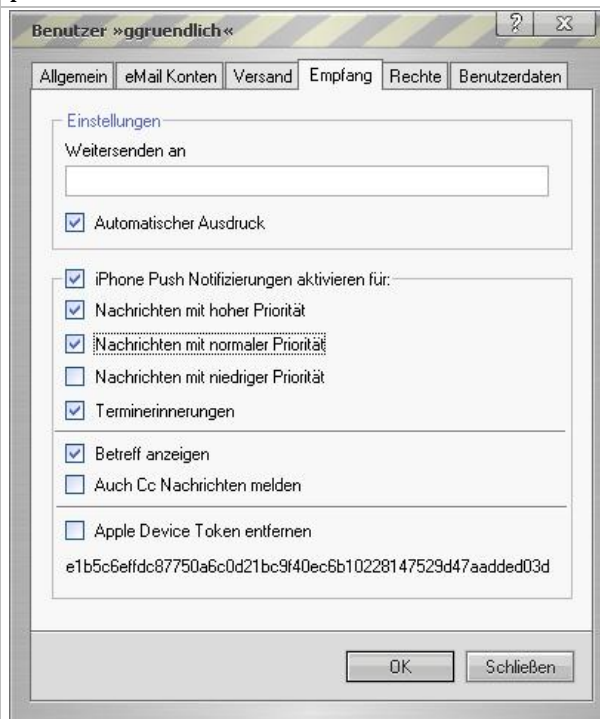 Benutzer »ggruendlich«
Allgemein eMail Konten Versand Empfang Rechte Benutzerdaten
Einstellungen
Weitersenden an
Automatischer Ausdruck
iPhone Push Notifizierungen aktivieren für:
Nachrichten mit hoher Priorität
Nachrichten mit normaler Priorität
Nachrichten mit niedriger Priorität
Terminerinnerungen
Betreff anzeigen
Auch Cc Nachrichten melden
Apple Device Token entfernen
e1b5c6effdc87750a6c0d21bc9f40ec6b10228147529d47aadded03d
OK Schließen